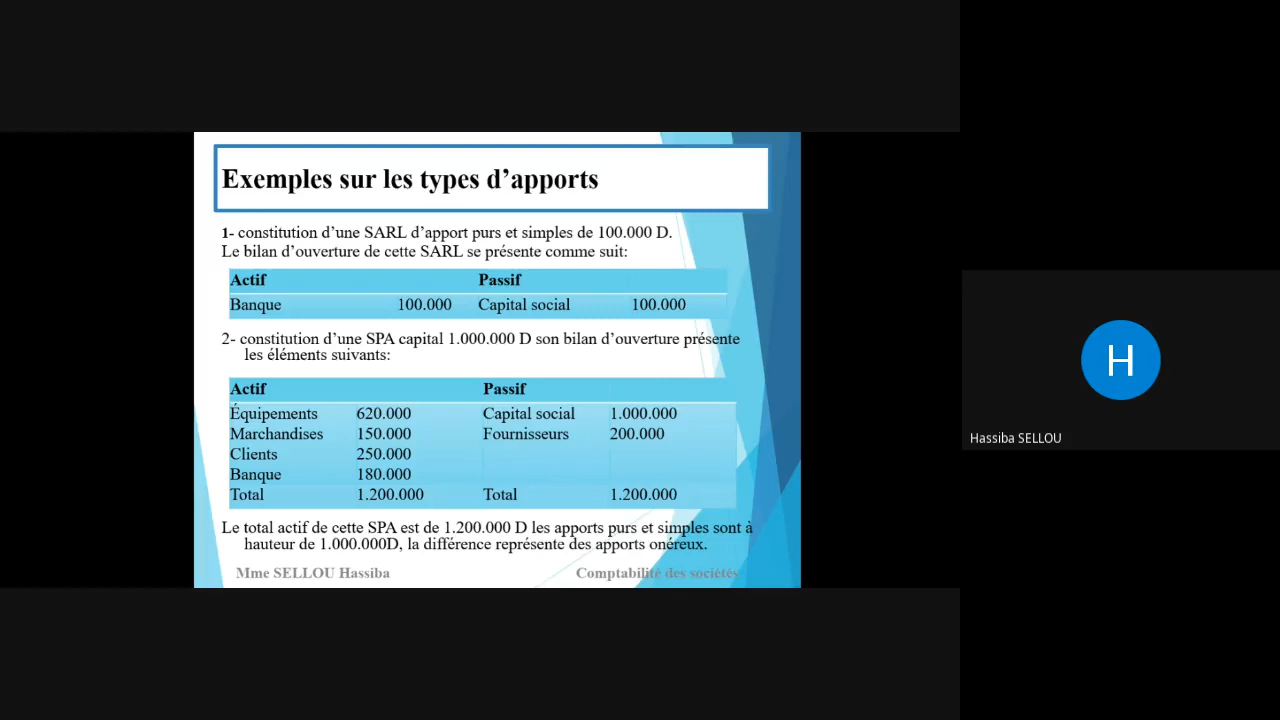 Exemples sur les types d'apports
1- constitution d'une SARL d'apport purs et simples de 100.000 D.
Le bilan d'ouverture de cette SARL se présente comme suit:
Actif Passif
Banque 100.000 Capital social 100.000
2- constitution d'une SPA capital 1.000.000 D son bilan d'ouverture présente
les éléments suivants:
Actif Passif
Équipements 620.000 Capital social 1.000.000
Marchandises 150.000 Fournisseurs 200.000
Clients 250.000
Banque 180.000
Total 1.200.000 Total 1.200.000
Le total actif de cette SPA est de 1.200.000 D les apports purs et simples sont à
hauteur de 1.000.000D, la différence représente des apports onéreux.
Mme SELLOU Hassiba Comptabilité des sociétés
H
Hassiba SELLOU